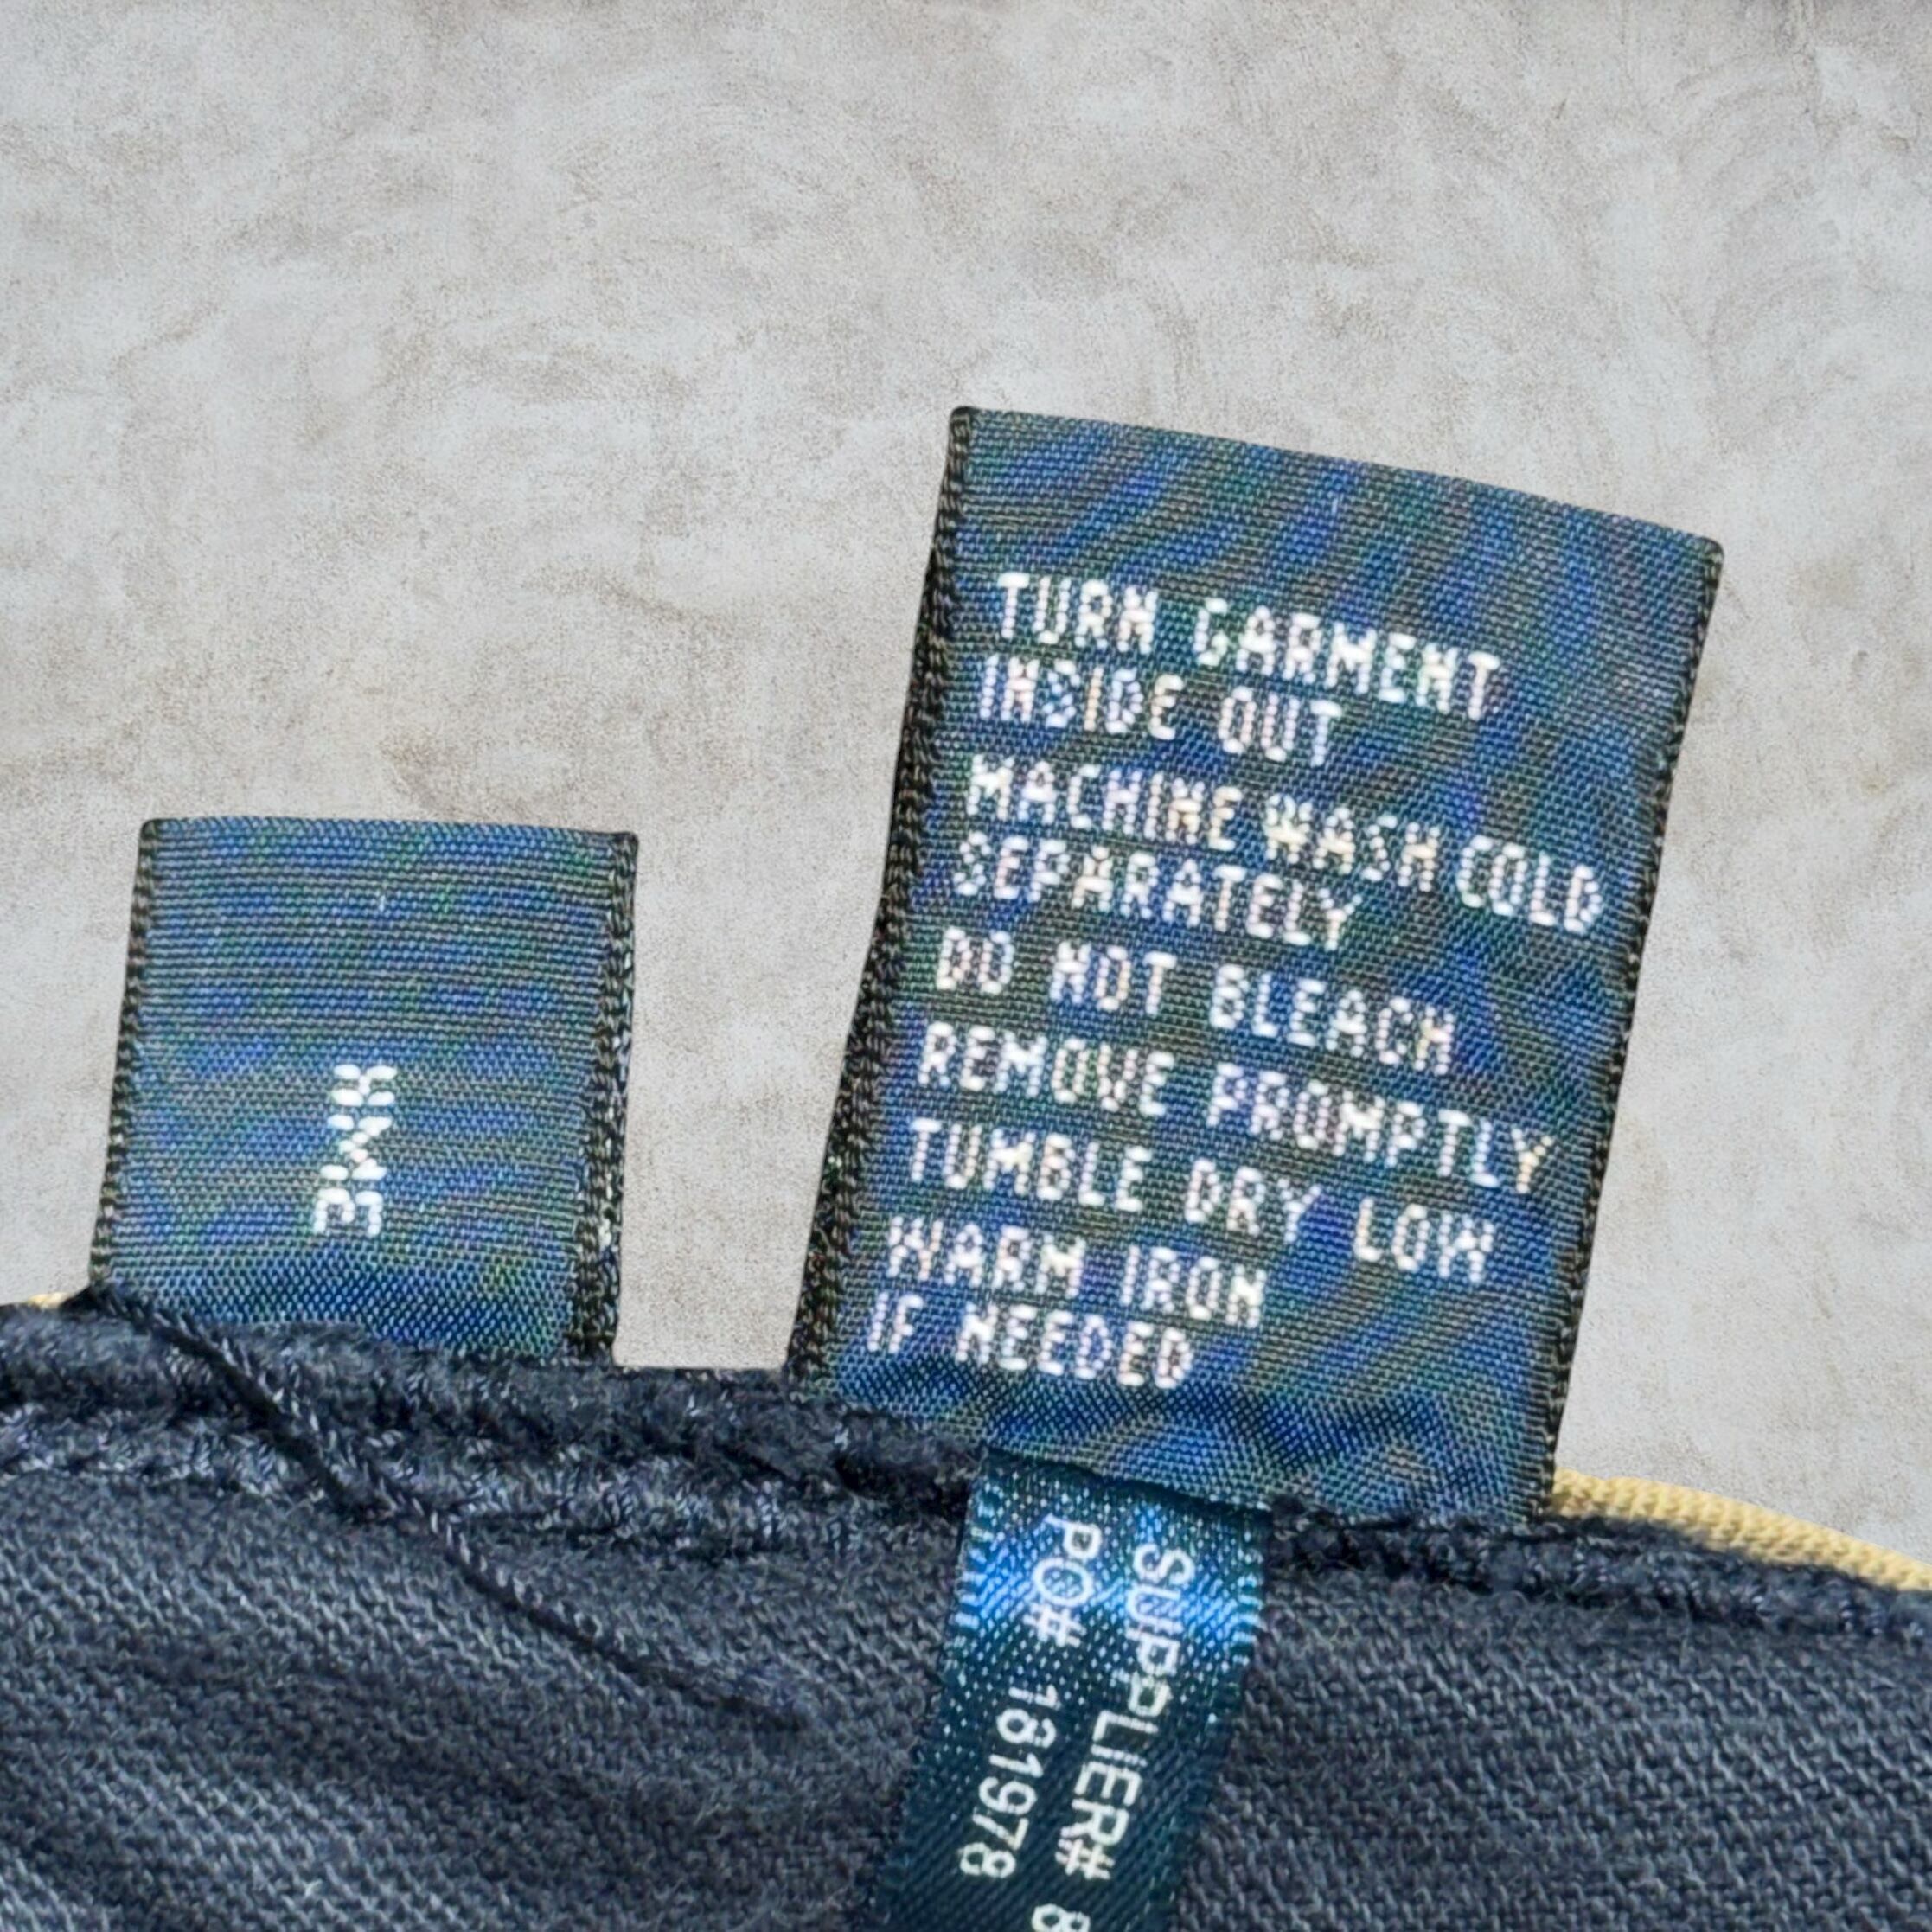 TURN GARMENT
INSIDE OUT
MACHINE WASH COLD
SEPARATELY
DO NOT BLEACH
REMOVE PROMPTLY
TUMBLE DRY LOW
WARM IRON
IF NEEDED
SUPPLIER# 8
PO# 181978